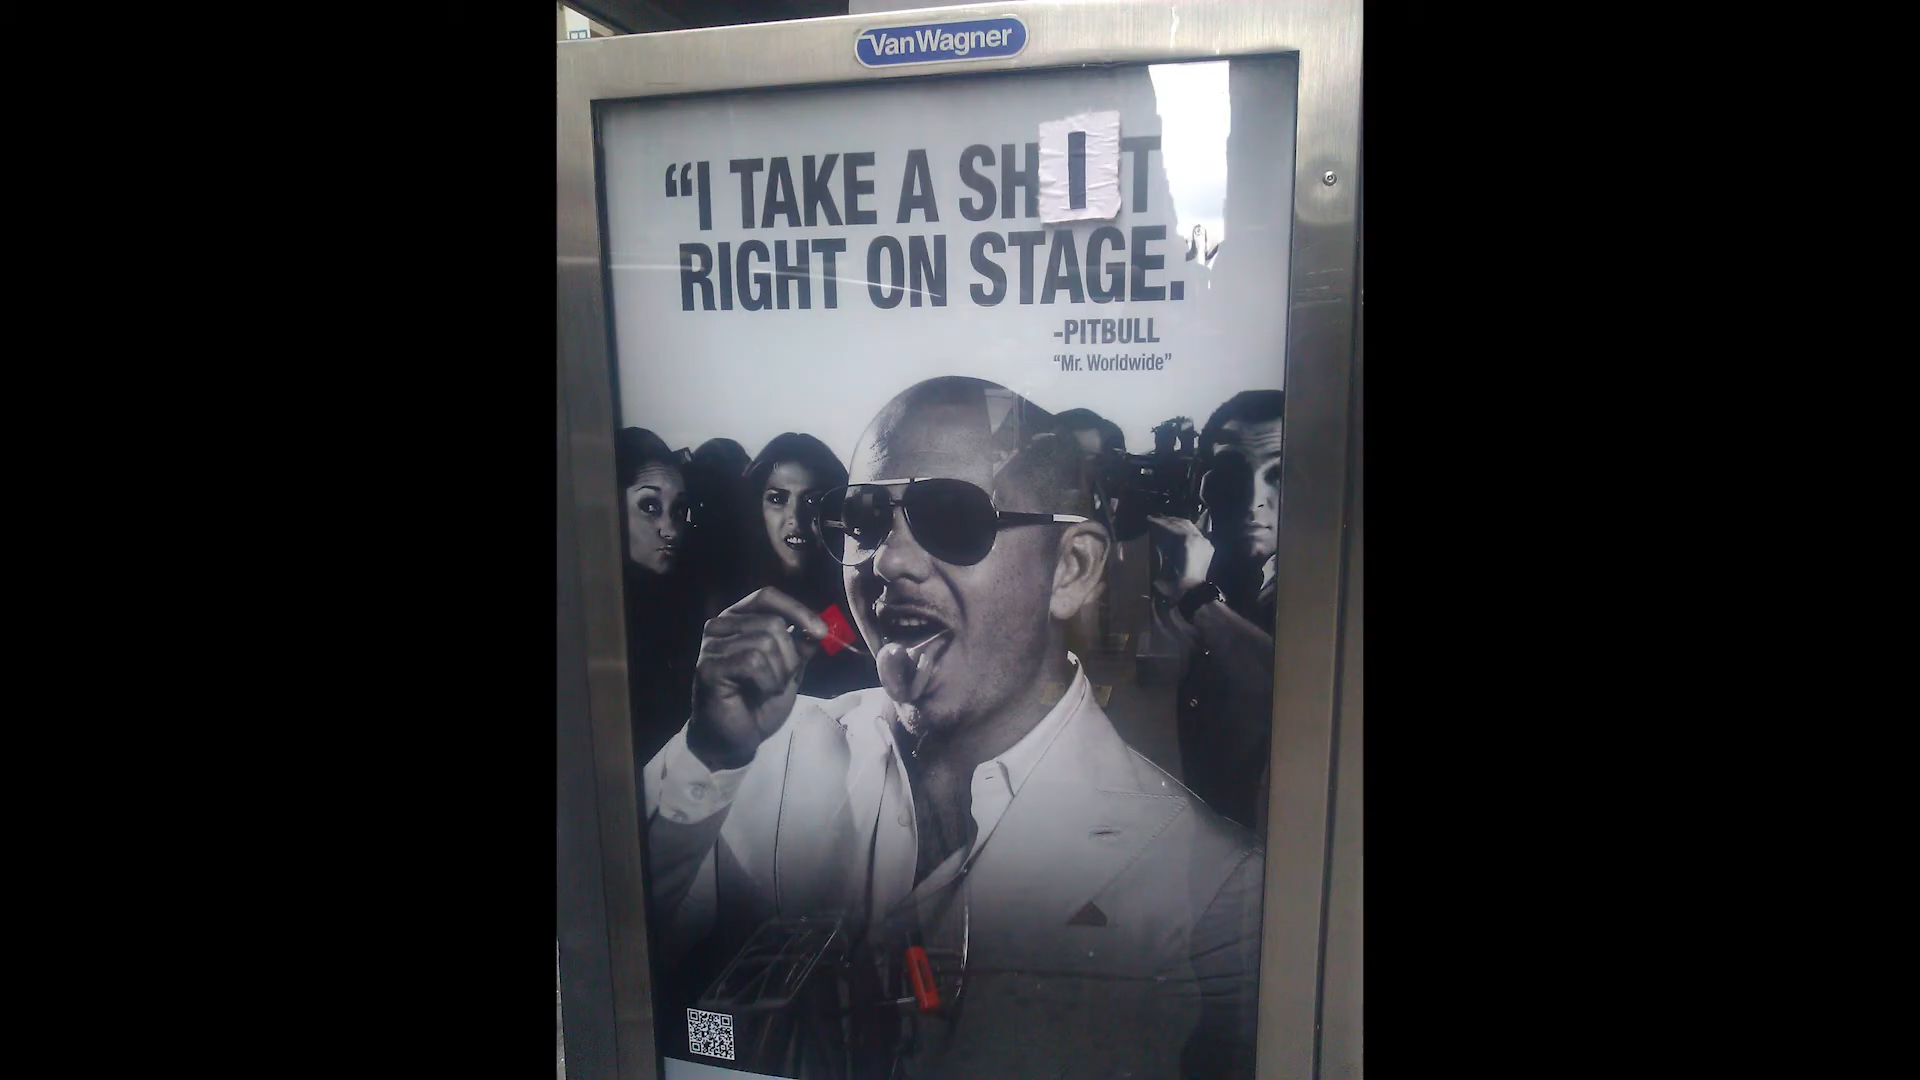 VanWagner
“I TAKE A SHIT
RIGHT ON STAGE.”
-PITBULL
“Mr. Worldwide”